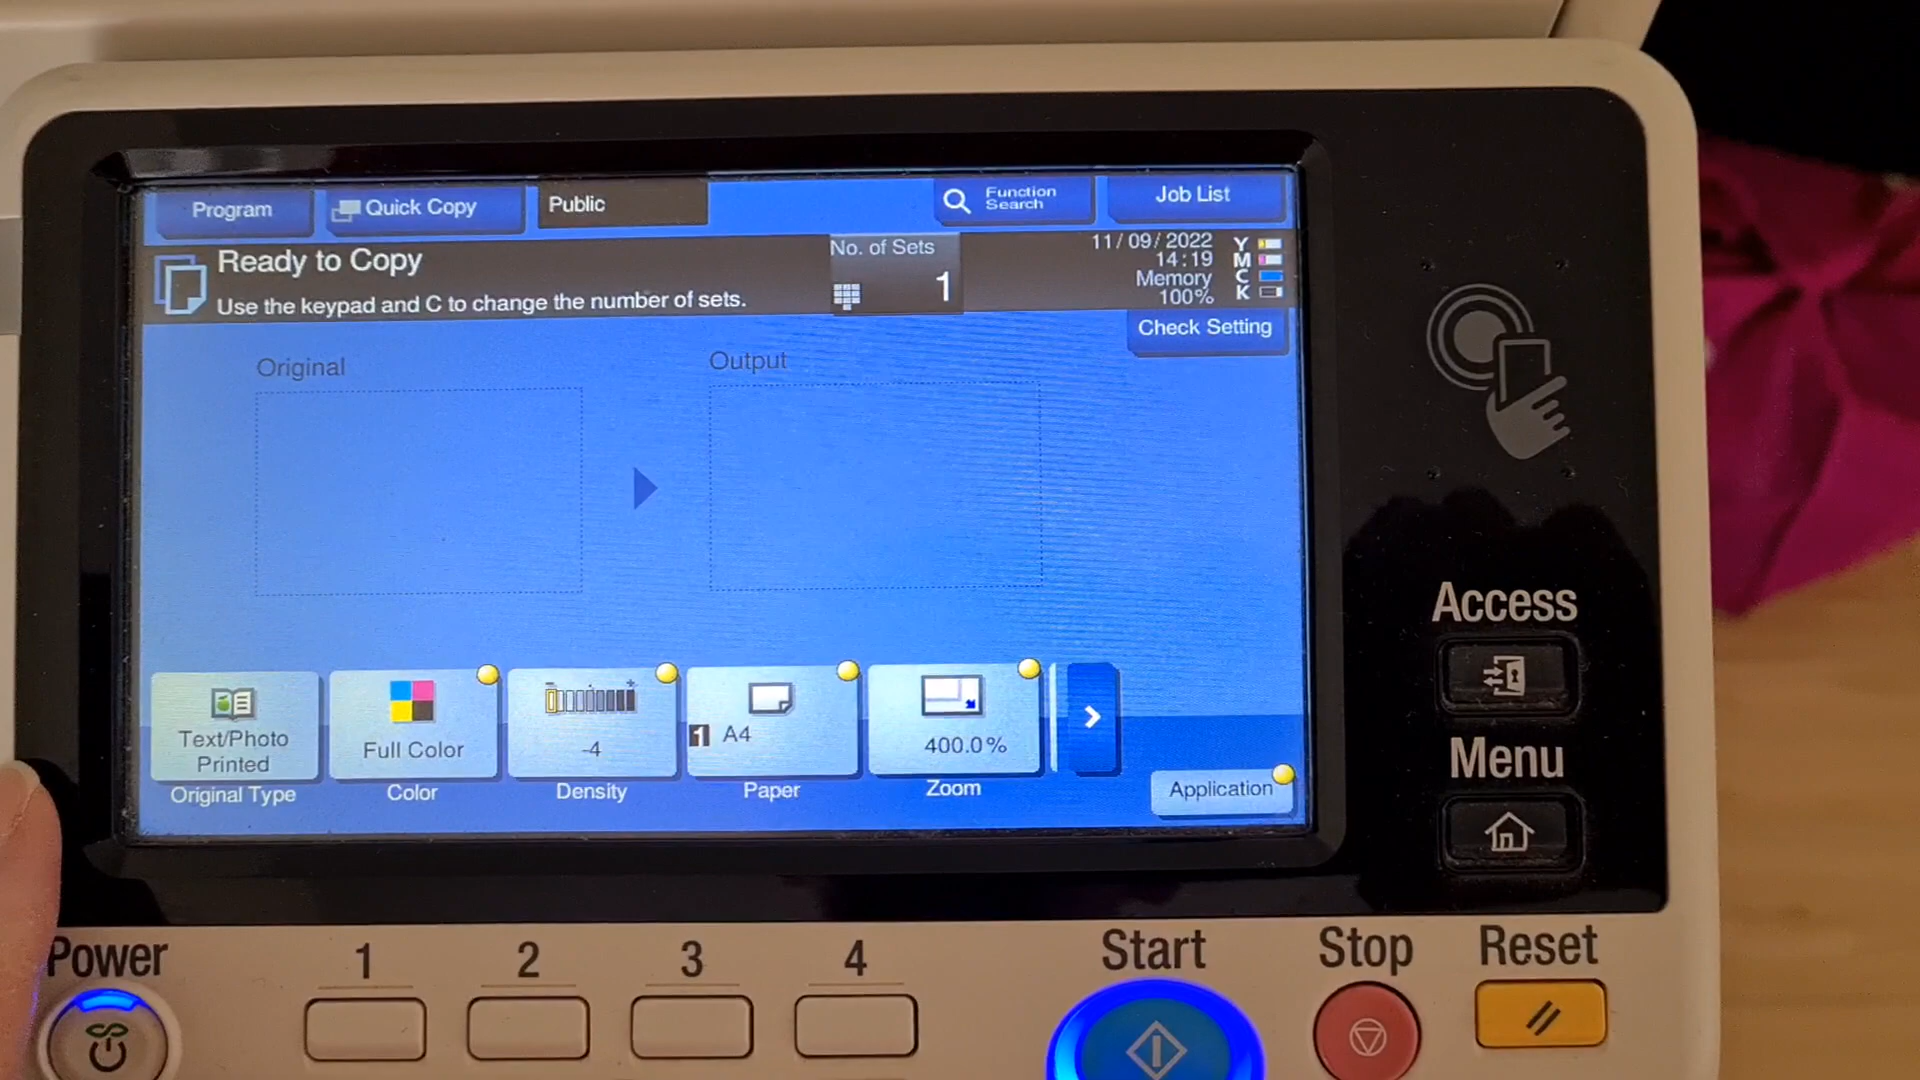 Program
Quick Copy
Public
Function
Search
Job List
Ready to Copy
Use the keypad and C to change the number of sets.
No. of Sets
1
11/09/2022
14:19
Memory
100%
Y
M
C
K
Check Setting
Original
Output
Text/Photo
Printed
Original Type
Full Color
Color
-4
Density
1 A4
Paper
400.0%
Zoom
Application
Access
Menu
Power
1
2
3
4
Start
Stop
Reset